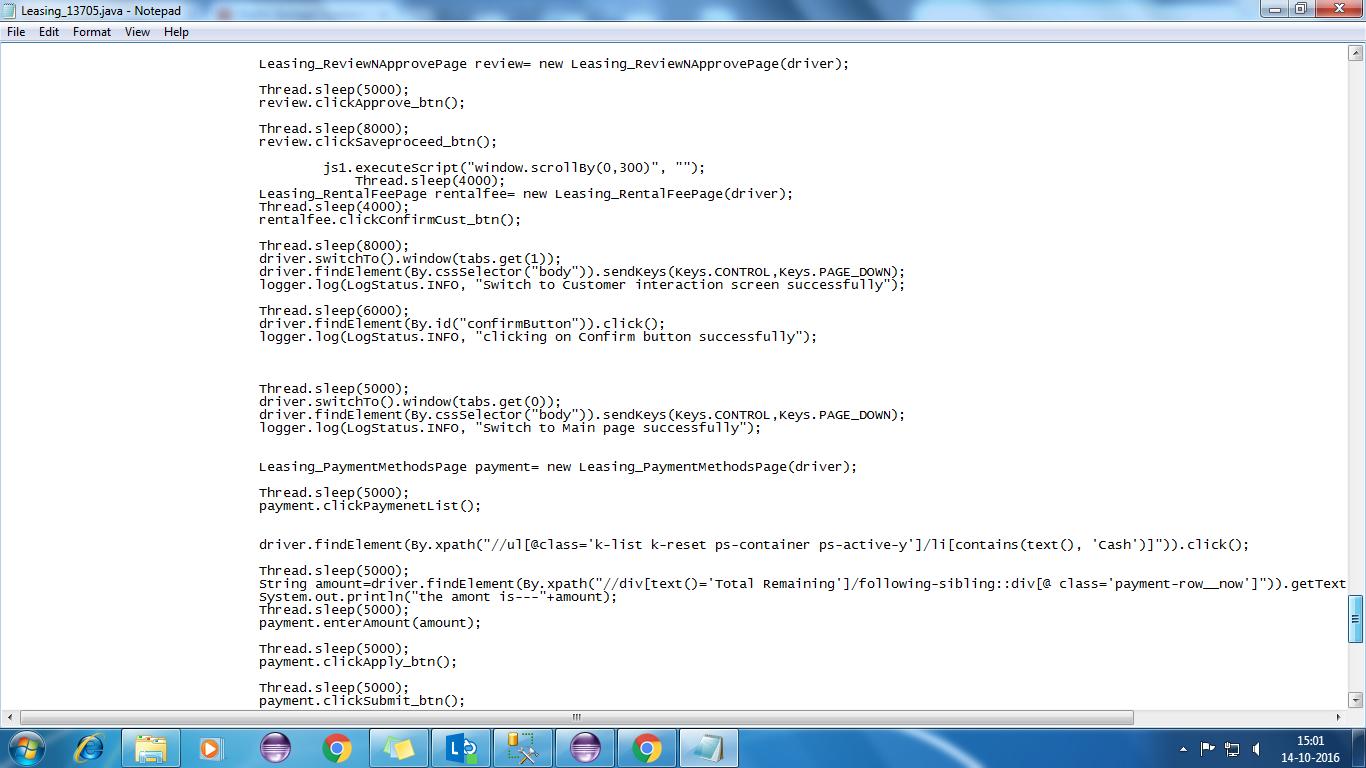 Leasing_13705.java - Notepad
File Edit Format View Help
Leasing_ReviewNApprovePage review= new Leasing_ReviewNApprovePage(driver);
Thread.sleep(5000);
review.clickApprove_btn();
Thread.sleep(8000);
review.clickSaveproceed_btn();
js1.executeScript("window.scrollBy(0,300)", "");
Thread.sleep(4000);
Leasing_RentalFeePage rentalfee= new Leasing_RentalFeePage(driver);
Thread.sleep(4000);
rentalfee.clickConfirmCust_btn();
Thread.sleep(8000);
driver.switchTo().window(tabs.get(1));
driver.findElement(By.cssSelector("body")).sendKeys(Keys.CONTROL,Keys.PAGE_DOWN);
logger.log(LogStatus.INFO, "Switch to Customer interaction screen successfully");
Thread.sleep(6000);
driver.findElement(By.id("confirmButton")).click();
logger.log(LogStatus.INFO, "clicking on Confirm button successfully");
Thread.sleep(5000);
driver.switchTo().window(tabs.get(0));
driver.findElement(By.cssSelector("body")).sendKeys(Keys.CONTROL,Keys.PAGE_DOWN);
logger.log(LogStatus.INFO, "Switch to Main page successfully");
Leasing_PaymentMethodsPage payment= new Leasing_PaymentMethodsPage(driver);
Thread.sleep(5000);
payment.clickPaymenetList();
driver.findElement(By.xpath("//ul[@class='k-list k-reset ps-container ps-active-y']/li[contains(text(), 'Cash')]")).click();
Thread.sleep(5000);
String amount=driver.findElement(By.xpath("//div[text()='Total Remaining']/following-sibling::div[@ class='payment-row__now']")).getText
System.out.println("the amont is---"+amount);
Thread.sleep(5000);
payment.enterAmount(amount);
Thread.sleep(5000);
payment.clickApply_btn();
Thread.sleep(5000);
payment.clickSubmit_btn();
15:01
14-10-2016